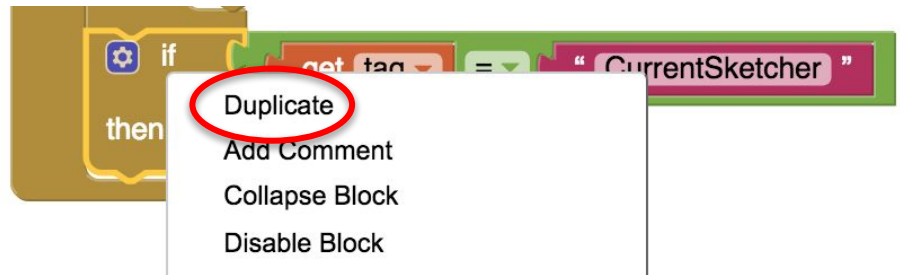 if get tag = " CurrentSketcher "
Duplicate
then
Add Comment
Collapse Block
Disable Block